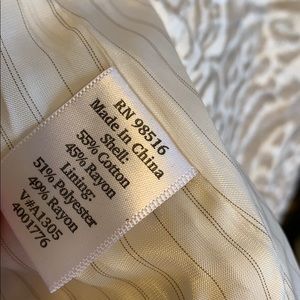 RN 98516
Made In China
Shell:
55% Cotton
45% Rayon
Lining:
51% Polyester
49% Rayon
V#A1305
4001776